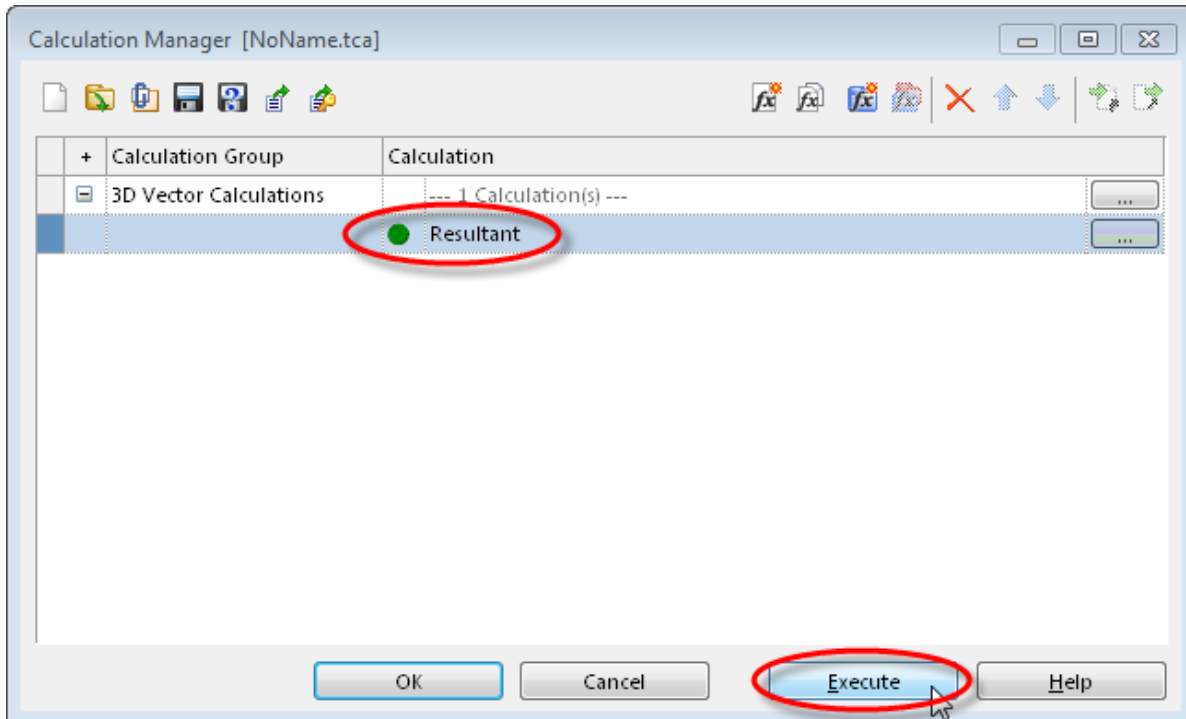 Calculation Manager [NoName.tca]
+ Calculation Group Calculation
3D Vector Calculations --- 1 Calculation(s) --- ...
Resultant ...
OK Cancel Execute Help